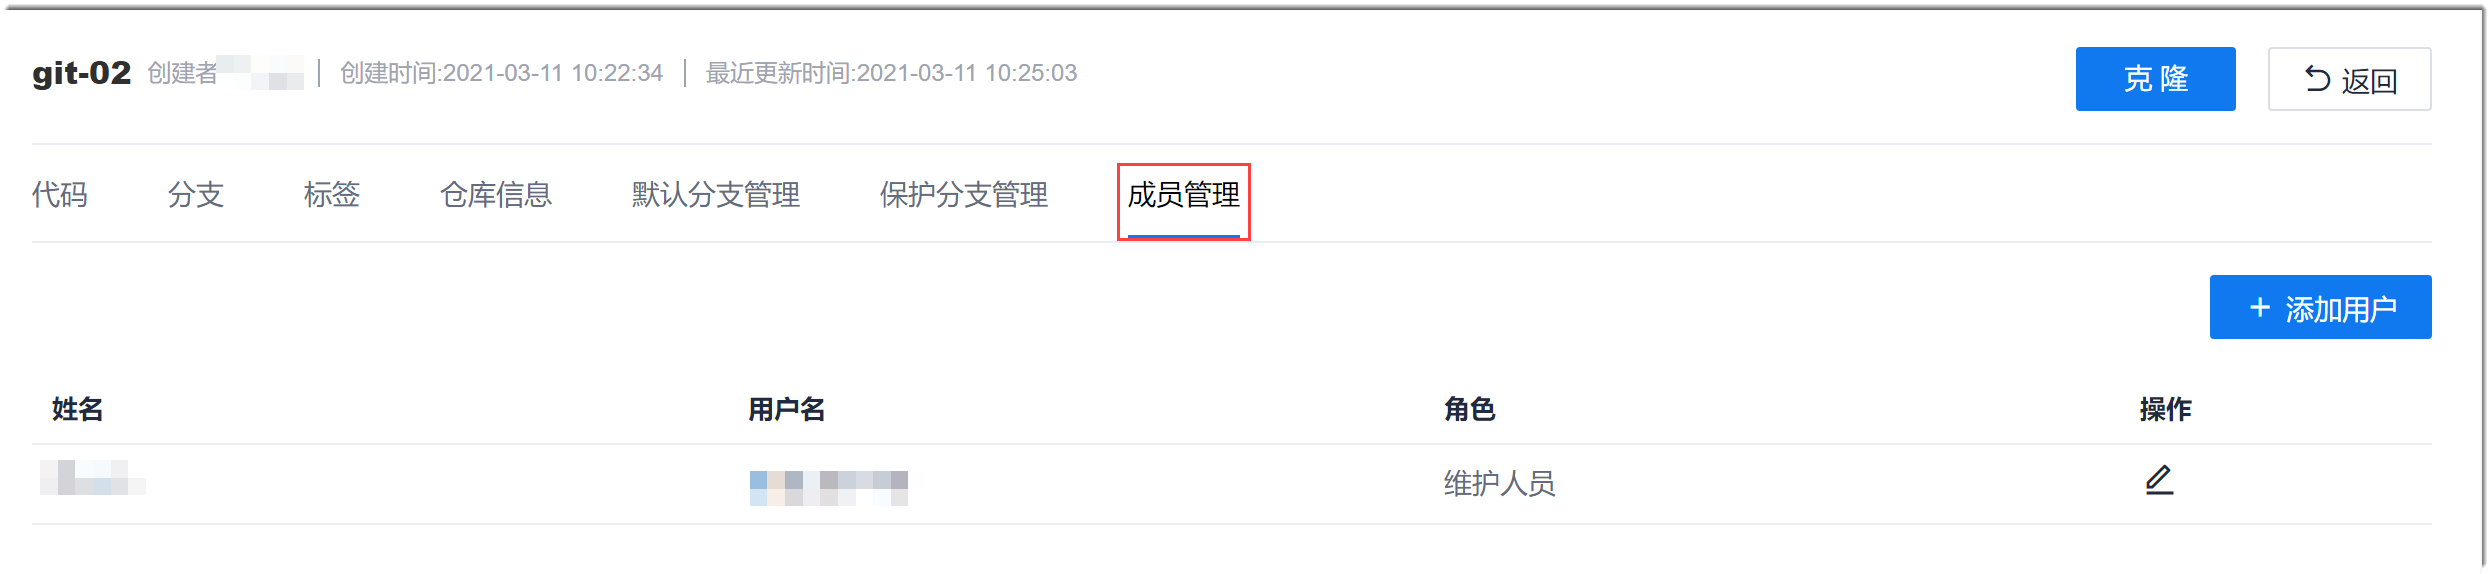 git-02 创建者 创建时间:2021-03-11 10:22:34 最近更新时间:2021-03-11 10:25:03 克隆 返回
代码 分支 标签 仓库信息 默认分支管理 保护分支管理 成员管理
+ 添加用户
姓名 用户名 角色 操作
维护人员